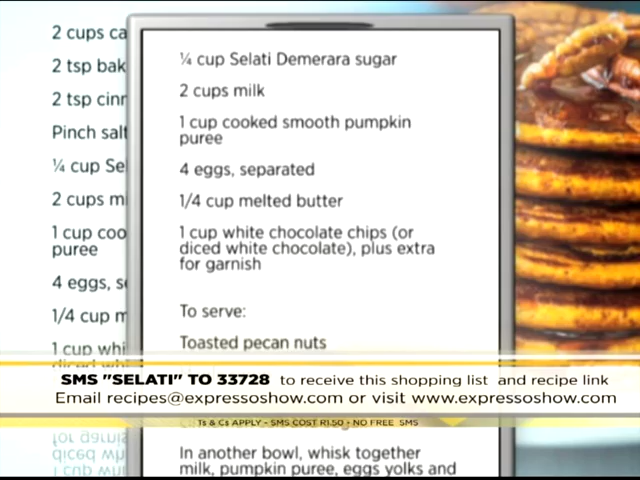 2 cups ca
2 tsp bak
2 tsp cinn
Pinch salt
¼ cup Sel
2 cups mi
1 cup coo
puree
4 eggs, se
1/4 cup m
1 cup whi
¼ cup Selati Demerara sugar
2 cups milk
1 cup cooked smooth pumpkin
puree
4 eggs, separated
1/4 cup melted butter
1 cup white chocolate chips (or
diced white chocolate), plus extra
for garnish
To serve:
Toasted pecan nuts
SMS "SELATI" TO 33728 to receive this shopping list and recipe link
Email recipes@expressoshow.com or visit www.expressoshow.com
Ts & Cs APPLY - SMS COST R1.50 - NO FREE SMS
In another bowl, whisk together
milk, pumpkin puree, eggs yolks and